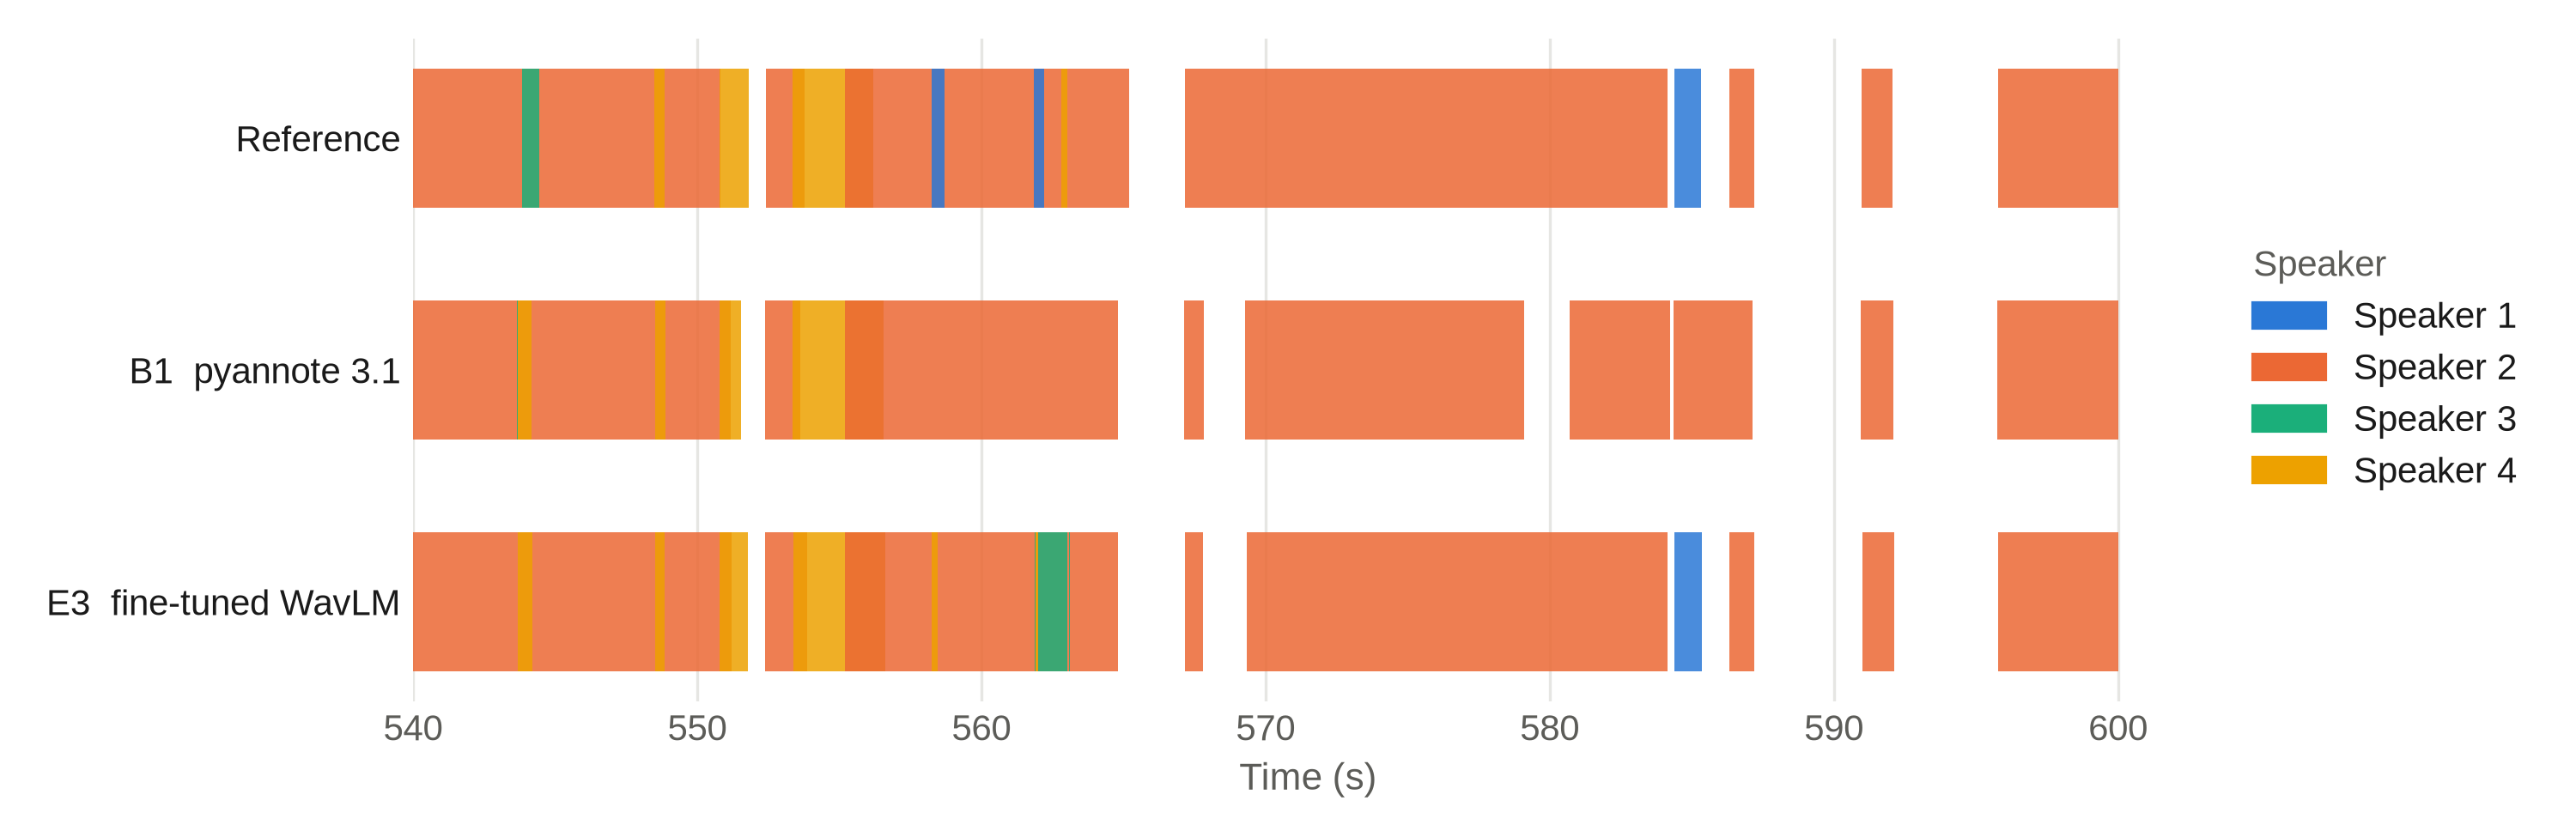 Reference
B1  pyannote 3.1
E3  fine-tuned WavLM
540 550 560 570 580 590 600
Time (s)
Speaker
Speaker 1
Speaker 2
Speaker 3
Speaker 4